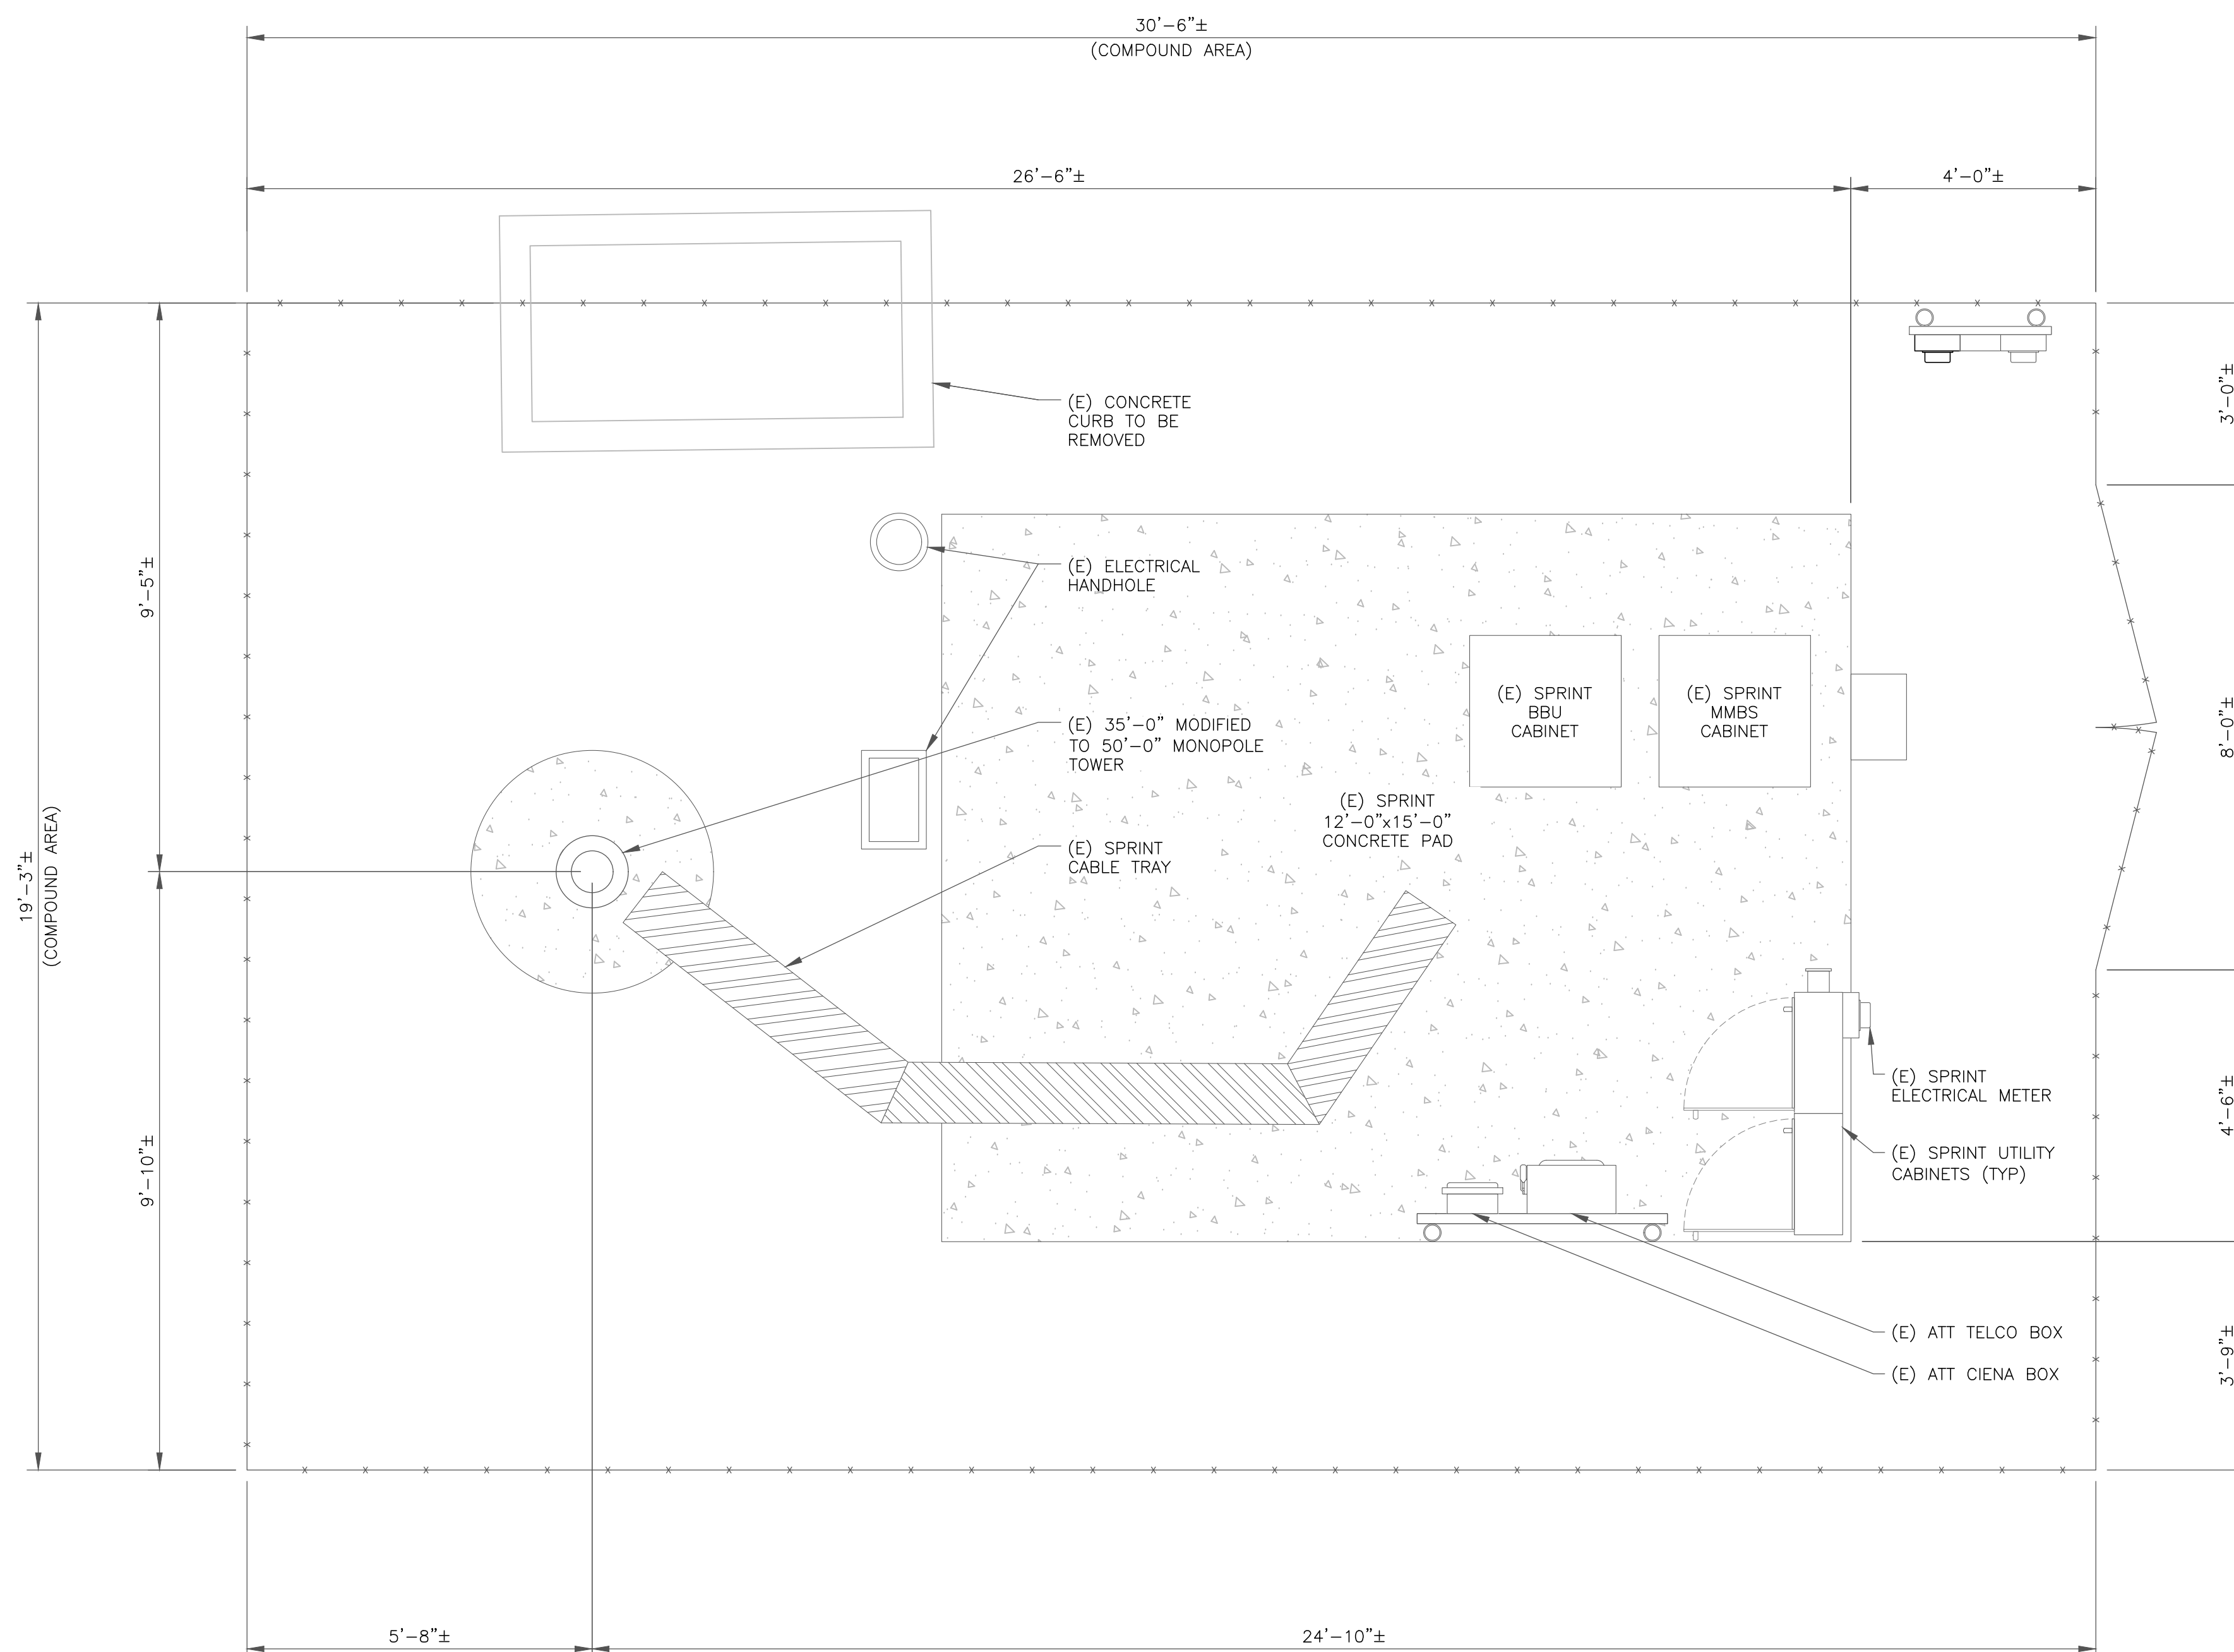 30'-6"±
(COMPOUND AREA)
26'-6"±
4'-0"±
3'-0"±
(E) CONCRETE
CURB TO BE
REMOVED
9'-5"±
(E) ELECTRICAL
HANDHOLE
(E) SPRINT
BBU
CABINET
(E) SPRINT
MMBS
CABINET
8'-0"±
(E) 35'-0" MODIFIED
TO 50'-0" MONOPOLE
TOWER
(E) SPRINT
12'-0"x15'-0"
CONCRETE PAD
19'-3"±
(COMPOUND AREA)
(E) SPRINT
CABLE TRAY
(E) SPRINT
ELECTRICAL METER
4'-6"±
9'-10"±
(E) SPRINT UTILITY
CABINETS (TYP)
(E) ATT TELCO BOX
3'-9"±
(E) ATT CIENA BOX
5'-8"±
24'-10"±